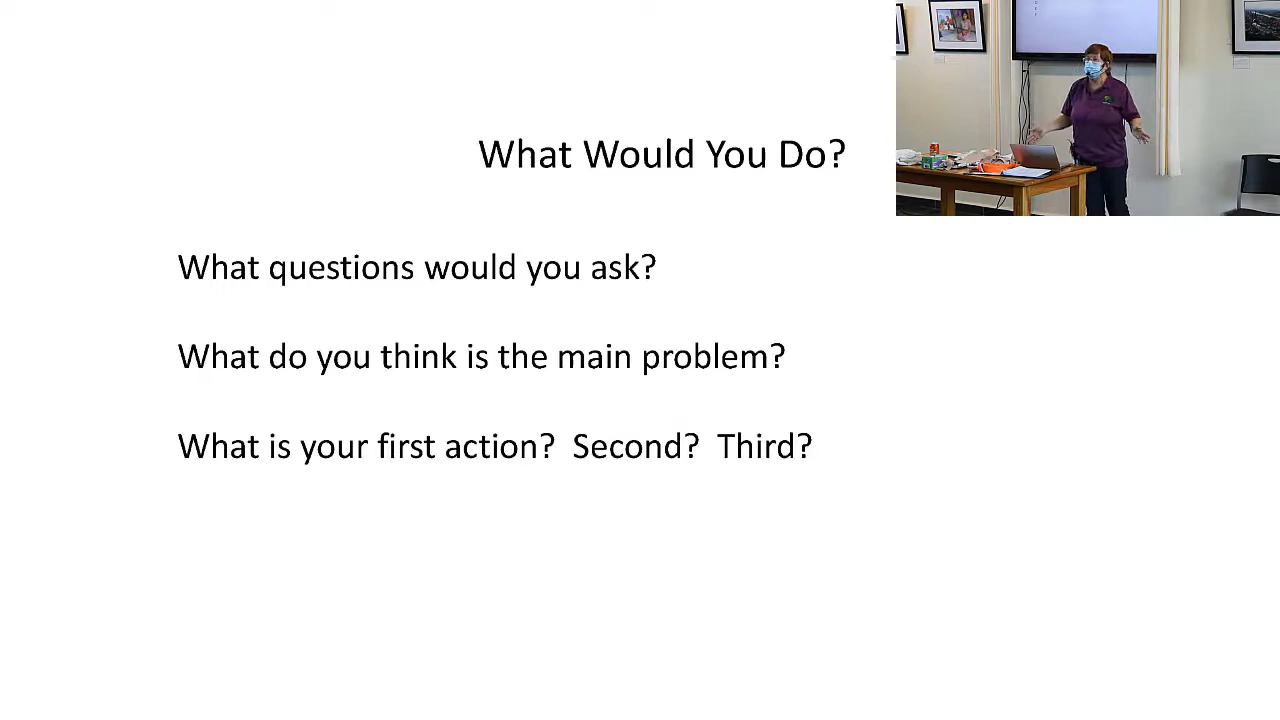 What Would You Do?
What questions would you ask?
What do you think is the main problem?
What is your first action?  Second?  Third?